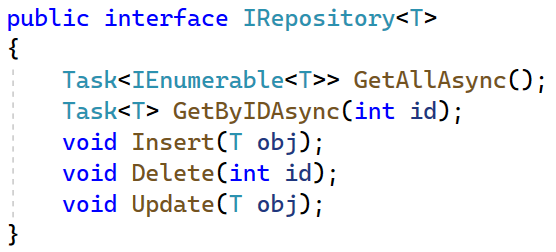 public interface IRepository<T>
{
    Task<IEnumerable<T>> GetAllAsync();
    Task<T> GetByIDAsync(int id);
    void Insert(T obj);
    void Delete(int id);
    void Update(T obj);
}